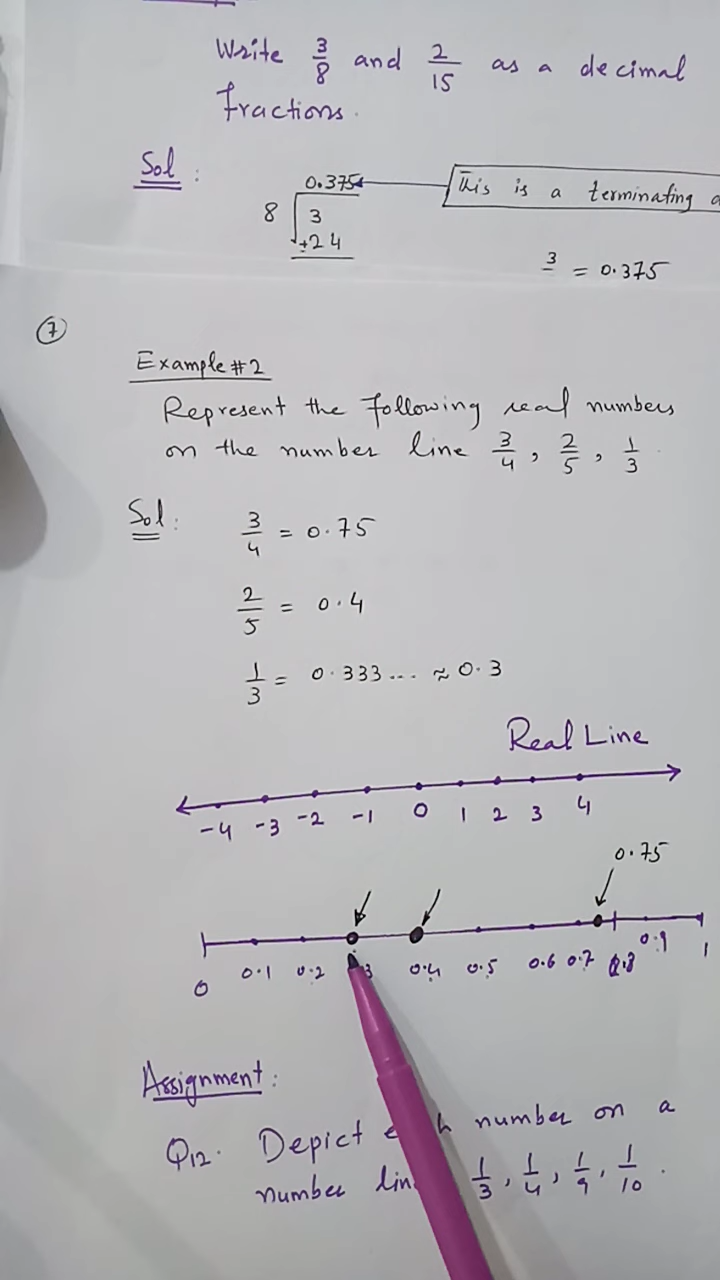 Write 3/8 and 2/15 as a decimal
fractions.
Sol :
0.375
This is a terminating
8 3
24
3 = 0.375
7
Example #2
Represent the following real numbers
on the number line 3/4, 2/5, 1/3
Sol:
3/4 = 0.75
2/5 = 0.4
1/3 = 0.333... ≈ 0.3
Real Line
-4 -3 -2 -1 0 1 2 3 4
0.75
0 0.1 0.2 3 0.4 0.5 0.6 0.7 0.8 0.9 1
Assignment:
Q12. Depict number on a
number 1/3, 1/4, 1/9, 1/10.